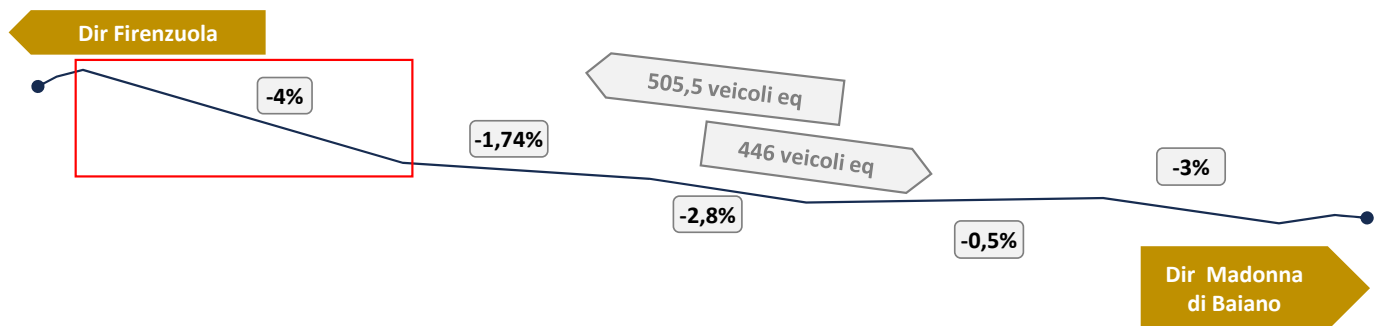 Dir Firenzuola
-4%
505,5 veicoli eq
-1,74%
446 veicoli eq
-3%
-2,8%
-0,5%
Dir Madonna
di Baiano